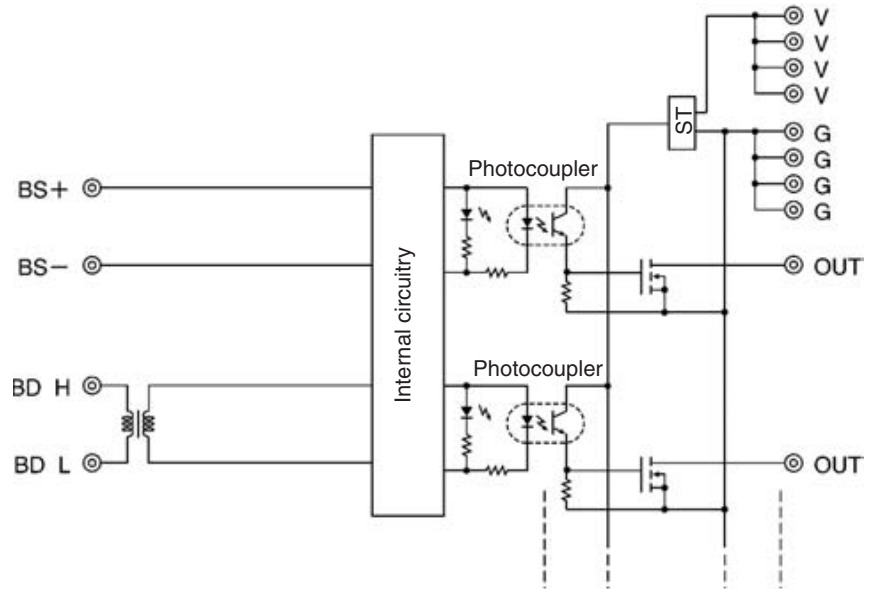 V
V
V
V
ST
G
G
G
G
Photocoupler
BS+
BS−
OUT
Internal circuitry
Photocoupler
BD H
BD L
OUT